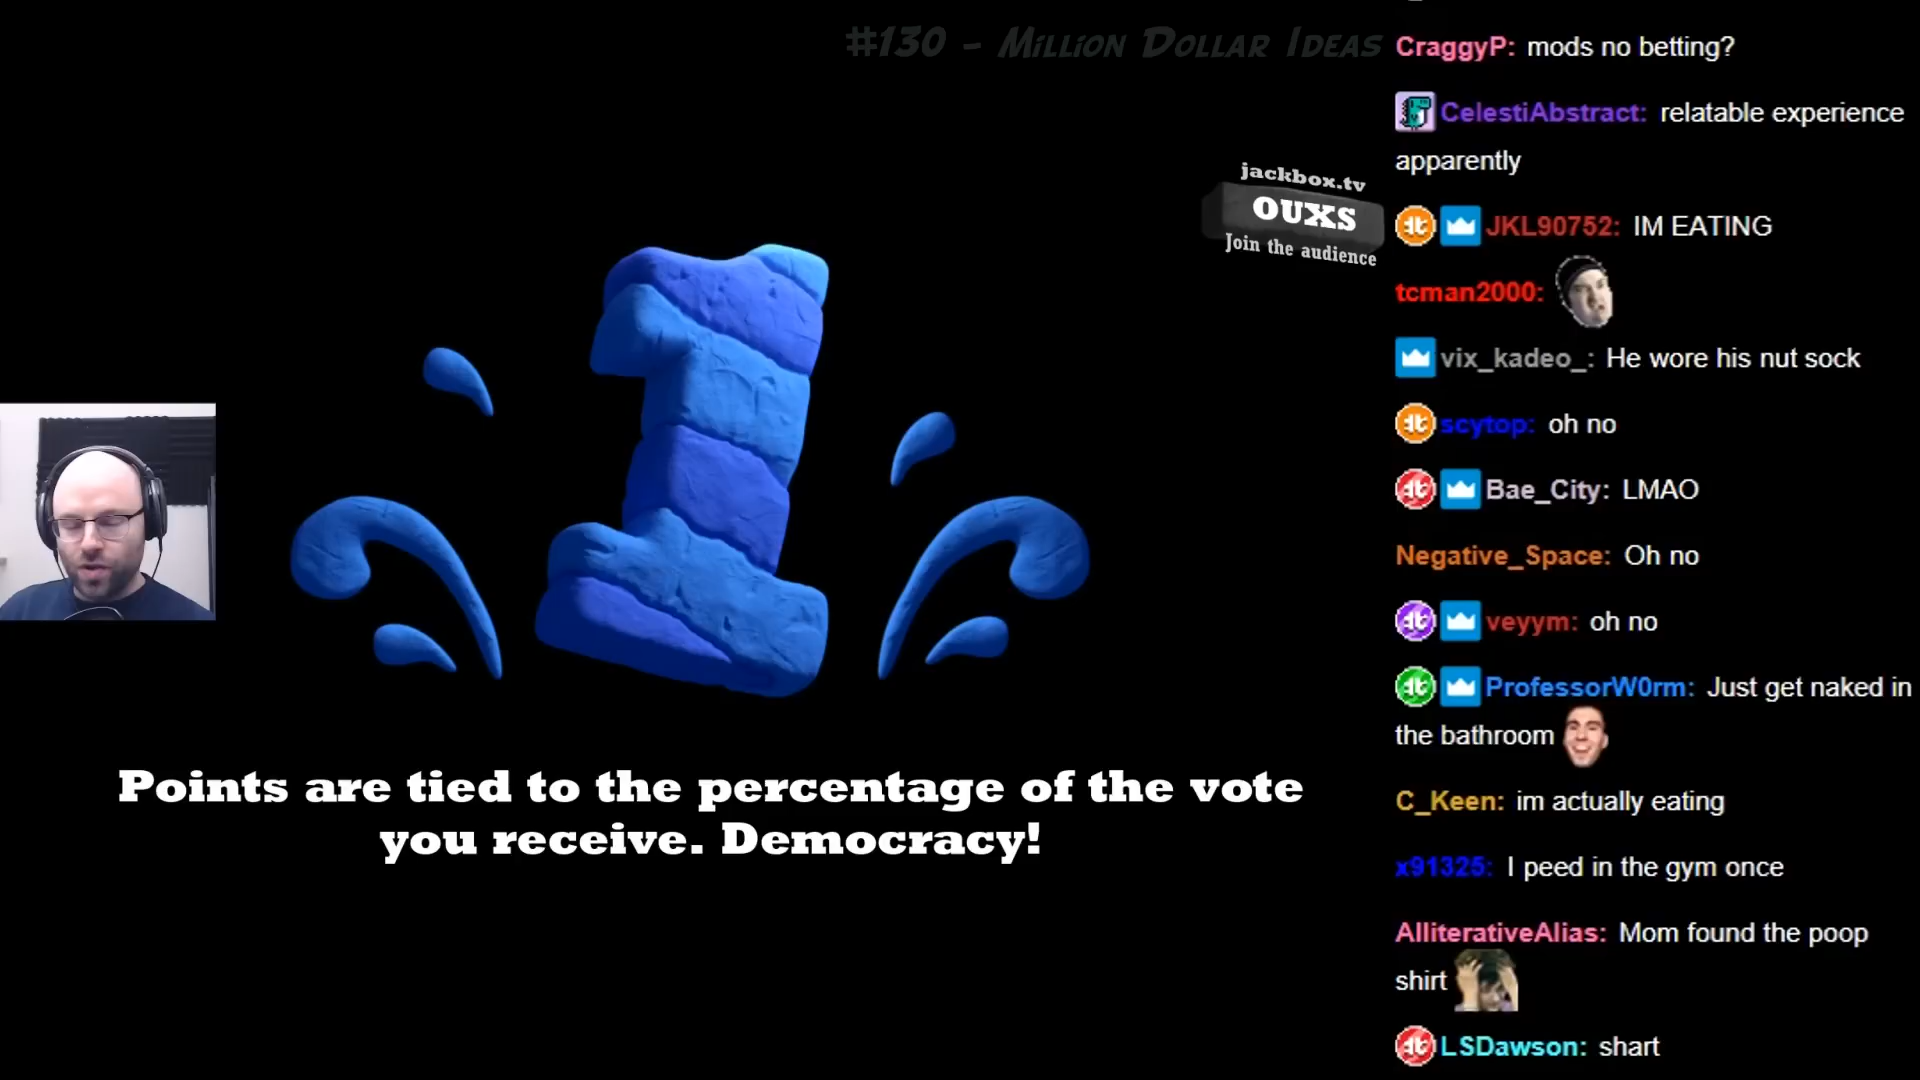 #130 - Million Dollar Ideas
jackbox.tv
OUXS
Join the audience
1
Points are tied to the percentage of the vote
you receive. Democracy!
CraggyP: mods no betting?
CelestiAbstract: relatable experience
apparently
JKL90752: IM EATING
tcman2000:
vix_kadeo_: He wore his nut sock
scytop: oh no
Bae_City: LMAO
Negative_Space: Oh no
veyym: oh no
ProfessorW0rm: Just get naked in
the bathroom
C_Keen: im actually eating
x91325: I peed in the gym once
AlliterativeAlias: Mom found the poop
shirt
LSDawson: shart